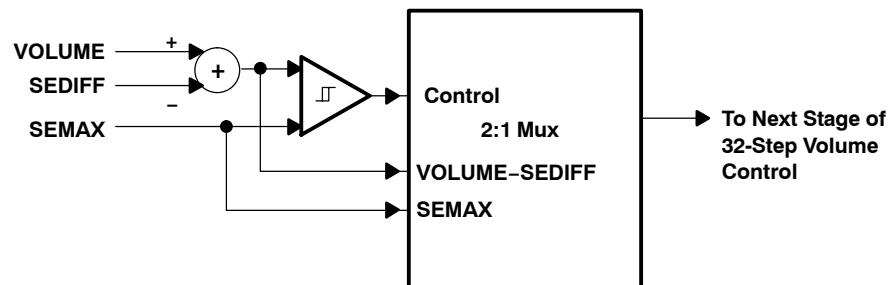 VOLUME
+
SEDIFF
–
+
SEMAX
Control
2:1 Mux
VOLUME–SEDIFF
SEMAX
To Next Stage of
32-Step Volume
Control